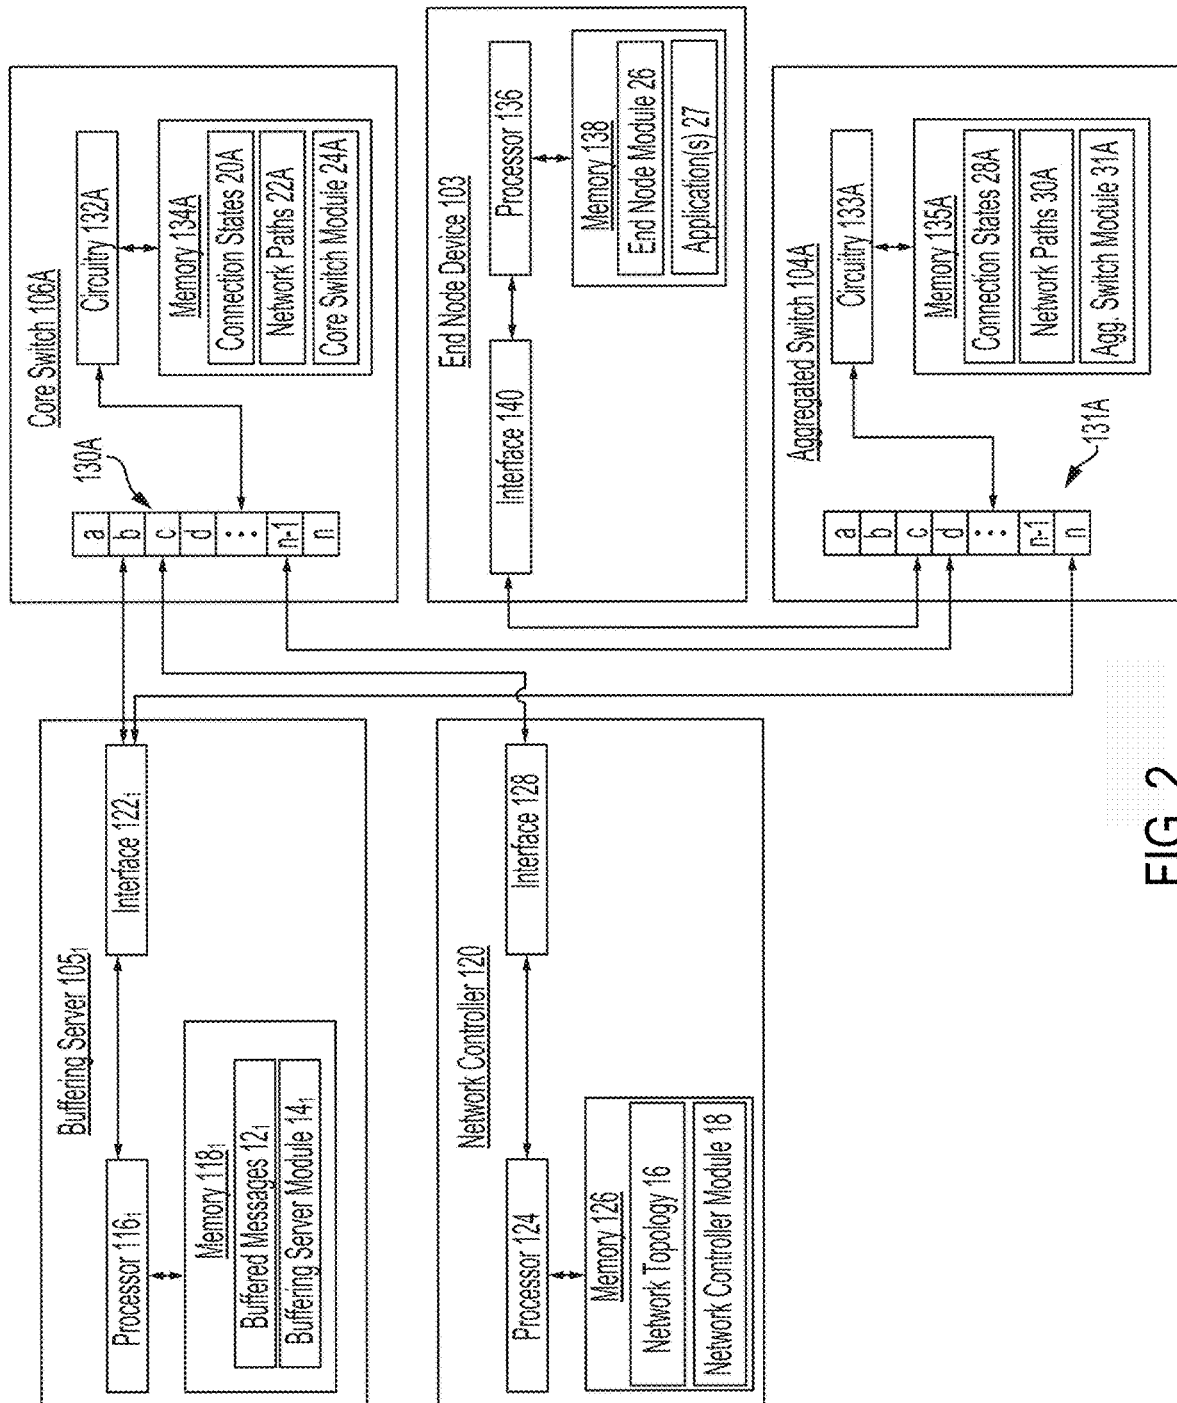 Buffering Server 105₁
Processor 116₁
Interface 122₁
Memory 118₁
Buffered Messages 12₁
Buffering Server Module 14₁
Network Controller 120
Processor 124
Interface 128
Memory 126
Network Topology 16
Network Controller Module 18
Core Switch 106A
130A
a
b
c
d
...
n-1
n
Circuitry 132A
Memory 134A
Connection States 20A
Network Paths 22A
Core Switch Module 24A
End Node Device 103
Interface 140
Processor 136
Memory 138
End Node Module 26
Application(s) 27
Aggregated Switch 104A
a
b
c
d
...
n-1
n
131A
Circuitry 133A
Memory 135A
Connection States 28A
Network Paths 30A
Agg. Switch Module 31A
FIG. 2